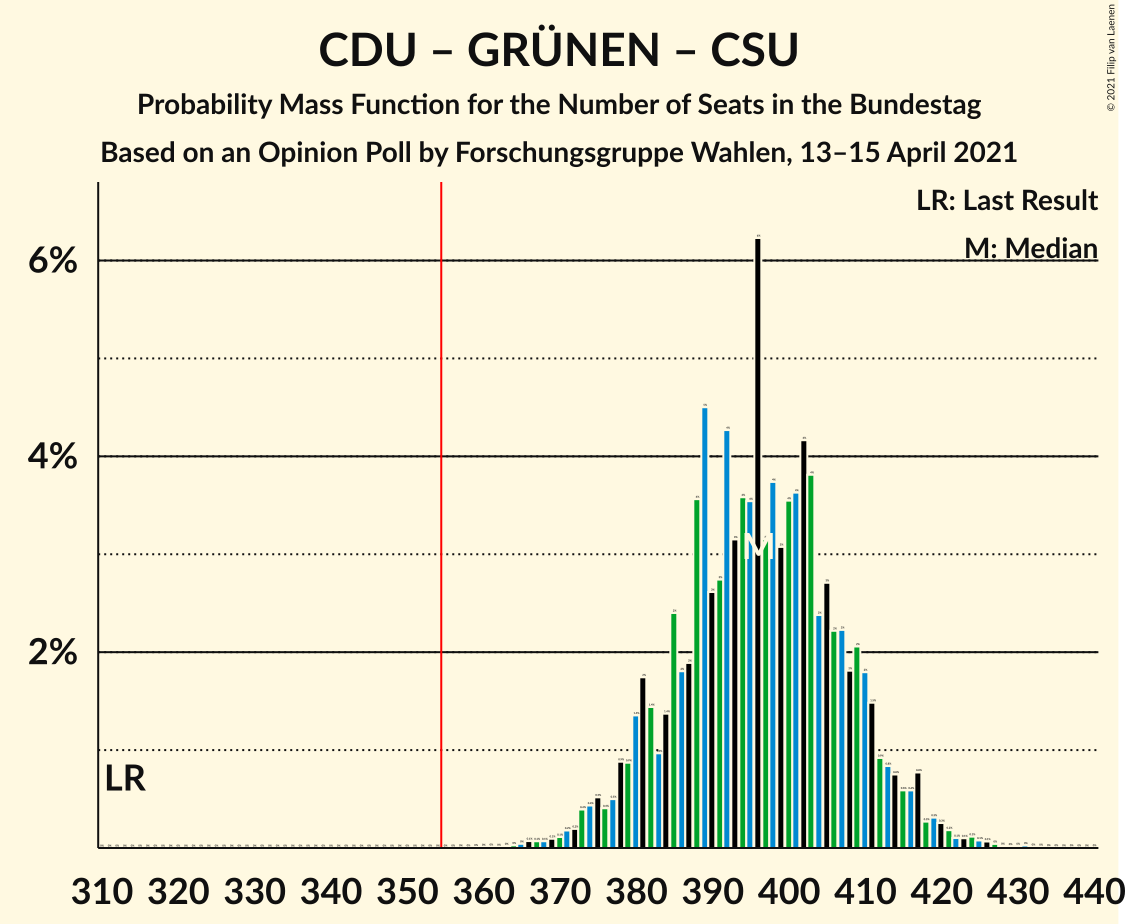 CDU – GRÜNEN – CSU
Probability Mass Function for the Number of Seats in the Bundestag
Based on an Opinion Poll by Forschungsgruppe Wahlen, 13–15 April 2021
© 2021 Filip van Laenen
LR: Last Result
M: Median
6%
4%
2%
M
LR
310 320 330 340 350 360 370 380 390 400 410 420 430 440